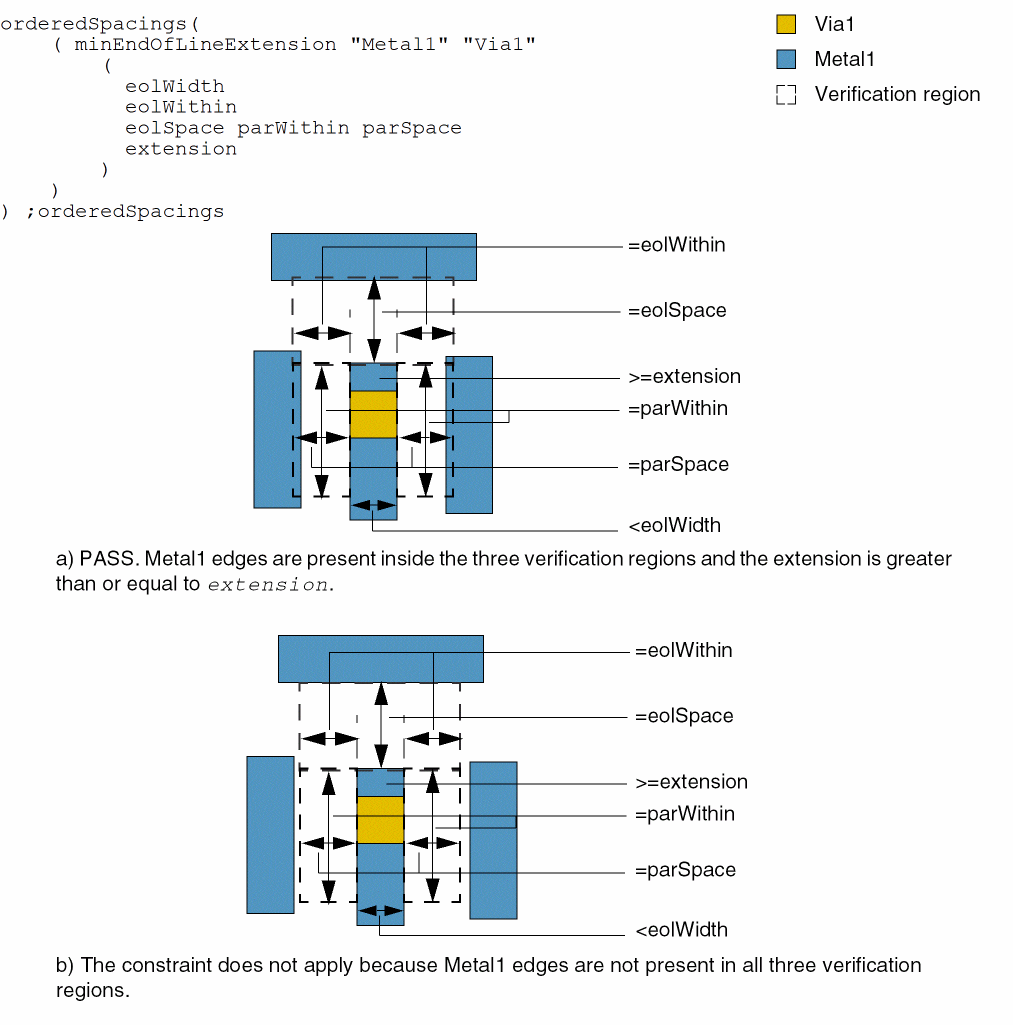 orderedSpacings(
( minEndOfLineExtension "Metal1" "Via1"
(
eolWidth
eolWithin
eolSpace parWithin parSpace
extension
)
)
) ;orderedSpacings
Via1
Metal1
Verification region
=eolWithin
=eolSpace
>=extension
=parWithin
=parSpace
<eolWidth
a) PASS. Metal1 edges are present inside the three verification regions and the extension is greater
than or equal to extension.
=eolWithin
=eolSpace
>=extension
=parWithin
=parSpace
<eolWidth
b) The constraint does not apply because Metal1 edges are not present in all three verification
regions.